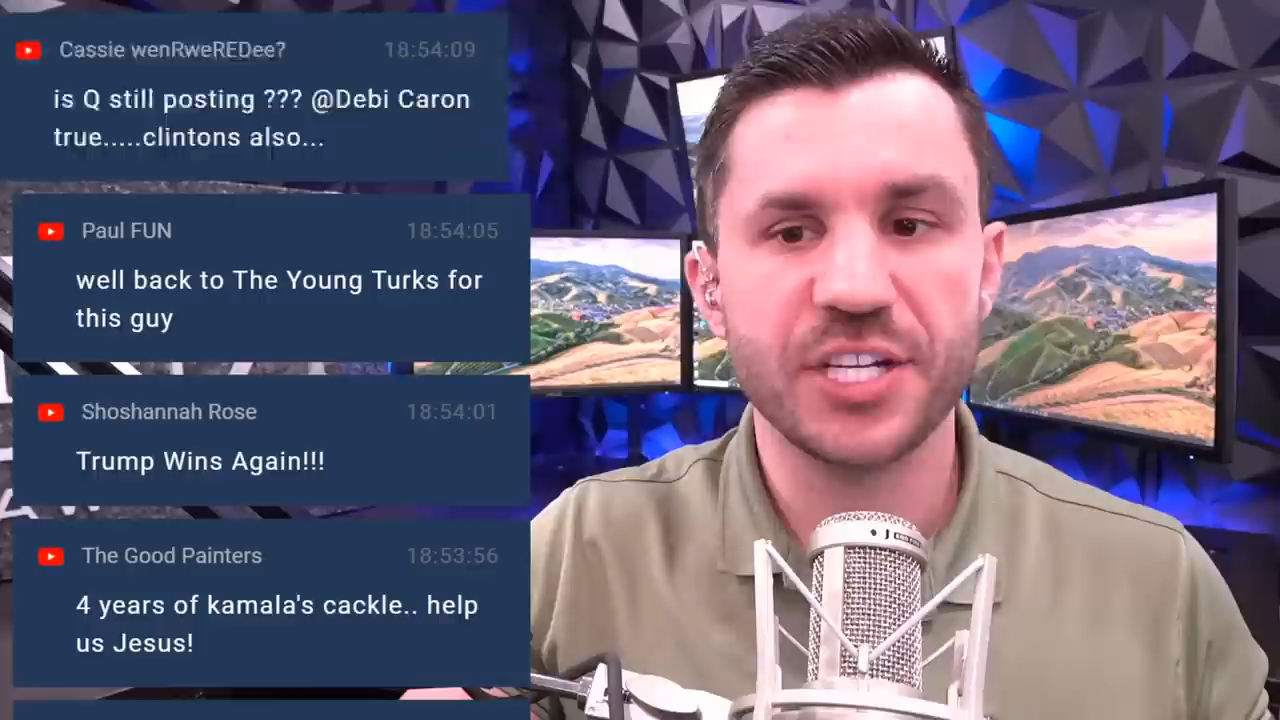 Cassie wenRweREDee? 18:54:09
is Q still posting ??? @Debi Caron
true.....clintons also...
Paul FUN 18:54:05
well back to The Young Turks for
this guy
Shoshannah Rose 18:54:01
Trump Wins Again!!!
The Good Painters 18:53:56
4 years of kamala's cackle.. help
us Jesus!